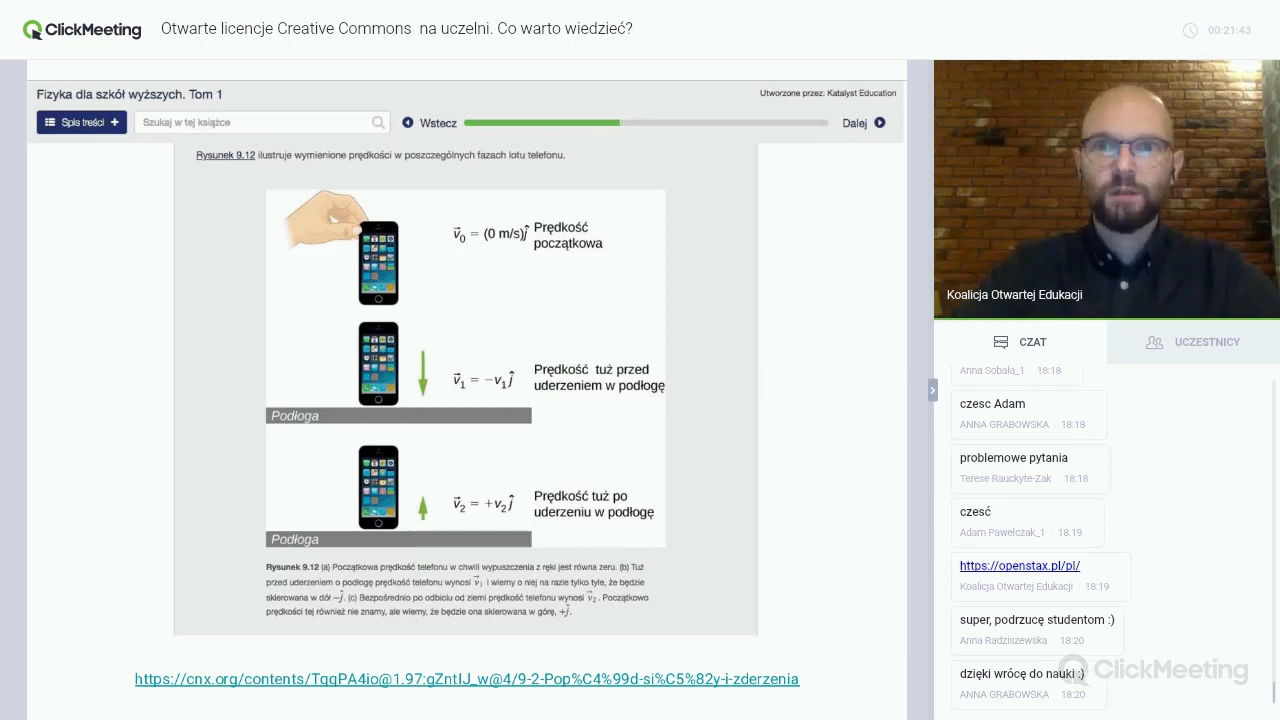 ClickMeeting
Otwarte licencje Creative Commons na uczelni. Co warto wiedzieć?
00:21:43
Fizyka dla szkół wyższych. Tom 1
Utworzone przez: Katalyst Education
Spis treści +
Szukaj w tej książce
Wstecz
Dalej
Rysunek 9.12 ilustruje wymienione prędkości w poszczególnych fazach lotu telefonu.
v⃗0 = (0 m/s)ĵ Prędkość
początkowa
v⃗1 = −v1ĵ Prędkość tuż przed
uderzeniem w podłogę
Podłoga
v⃗2 = +v2ĵ Prędkość tuż po
uderzeniu w podłogę
Podłoga
Rysunek 9.12 (a) Początkowa prędkość telefonu w chwili wypuszczenia z ręki jest równa zeru. (b) Tuż
przed uderzeniem o podłogę prędkość telefonu wynosi v⃗1 i wiemy o niej na razie tylko tyle, że będzie
skierowana w dół −ĵ. (c) Bezpośrednio po odbiciu od ziemi prędkość telefonu wynosi v⃗2. Początkowo
prędkości tej również nie znamy, ale wiemy, że będzie ona skierowana w górę, +ĵ.
https://cnx.org/contents/TqqPA4io@1.97:gZntIJ_w@4/9-2-Pop%C4%99d-si%C5%82y-i-zderzenia
Koalicja Otwartej Edukacji
CZAT
UCZESTNICY
Anna Sobala_1 18:18
czesc Adam
ANNA GRABOWSKA 18:18
problemowe pytania
Terese Rauckyte-Żak 18:18
cześć
Adam Pawełczak_1 18:19
https://openstax.pl/pl/
Koalicja Otwartej Edukacji 18:19
super, podrzucę studentom :)
Anna Radziszewska 18:20
dzięki wrócę do nauki :)
ANNA GRABOWSKA 18:20
ClickMeeting